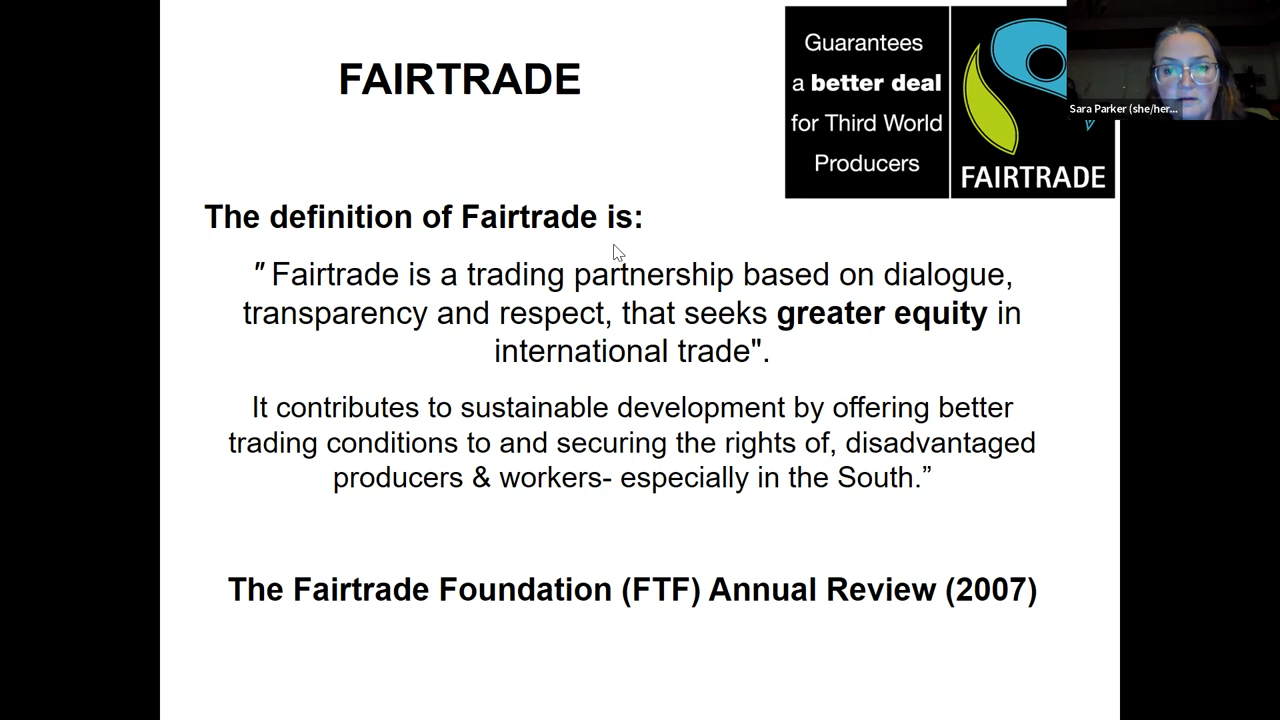 FAIRTRADE
Guarantees
a better deal
for Third World
Producers
FAIRTRADE
Sara Parker (she/her...
The definition of Fairtrade is:
" Fairtrade is a trading partnership based on dialogue,
transparency and respect, that seeks greater equity in
international trade".
It contributes to sustainable development by offering better
trading conditions to and securing the rights of, disadvantaged
producers & workers- especially in the South.”
The Fairtrade Foundation (FTF) Annual Review (2007)